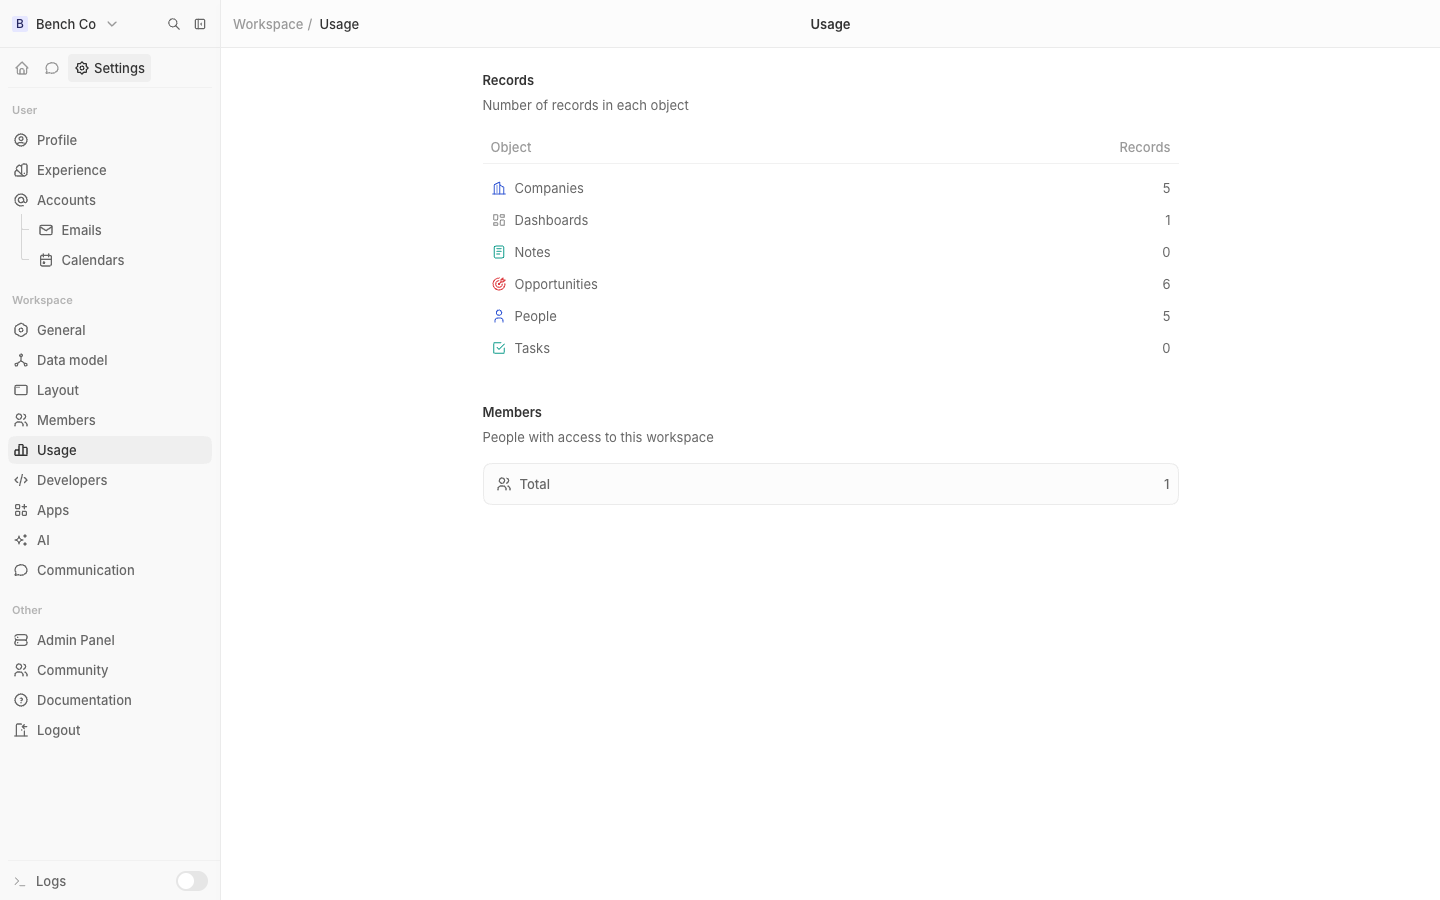 B Bench Co
Workspace / Usage
Usage
Settings
User
Profile
Experience
Accounts
Emails
Calendars
Workspace
General
Data model
Layout
Members
Usage
Developers
Apps
AI
Communication
Other
Admin Panel
Community
Documentation
Logout
Logs
Records
Number of records in each object
Object Records
Companies 5
Dashboards 1
Notes 0
Opportunities 6
People 5
Tasks 0
Members
People with access to this workspace
Total 1